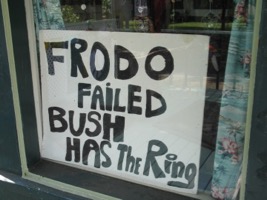 FRODO
FAILED
BUSH
HAS The Ring